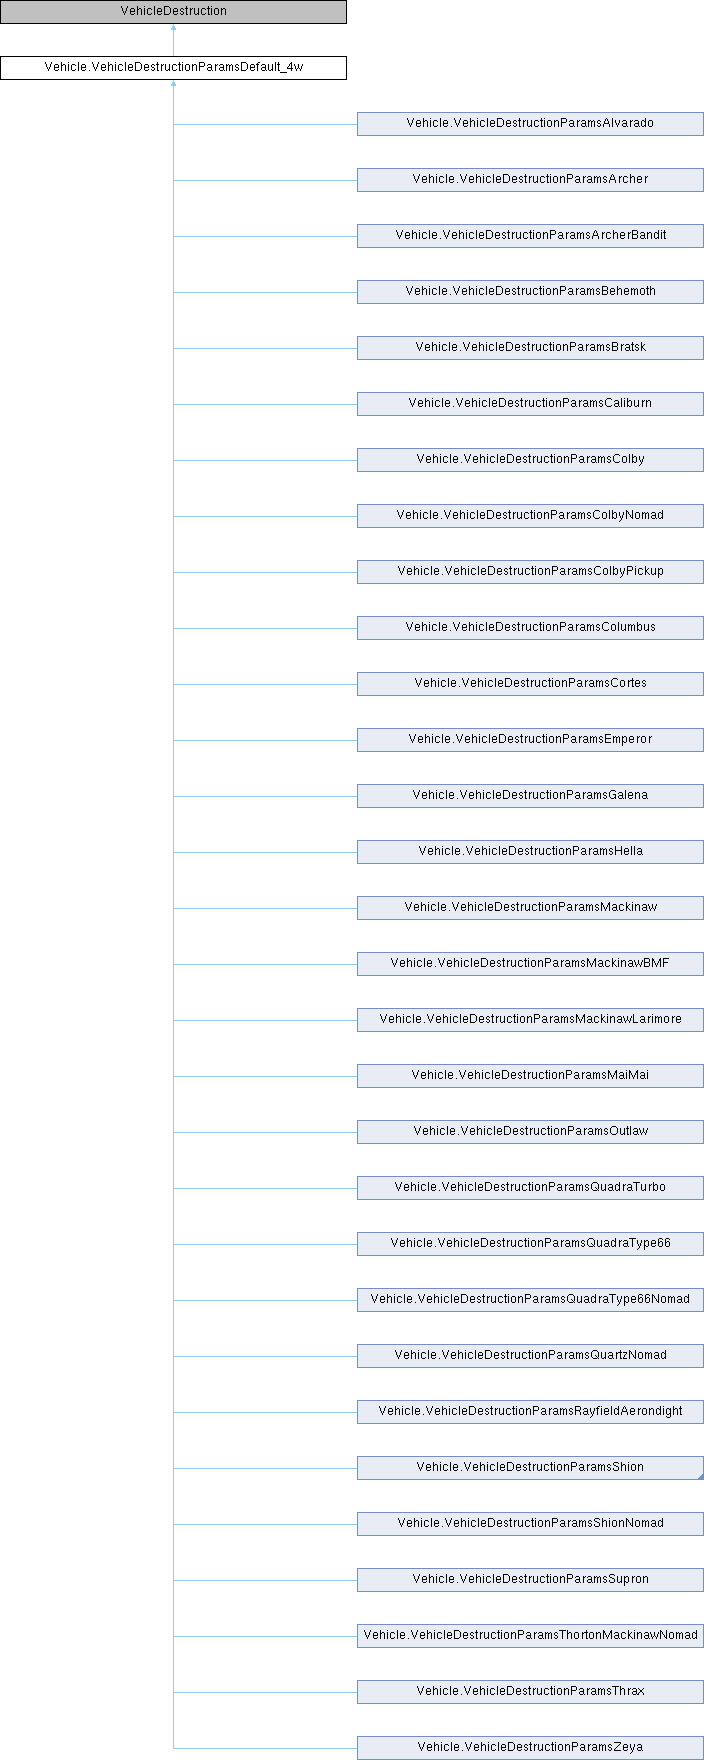 VehicleDestruction
Vehicle.VehicleDestructionParamsDefault_4w
Vehicle.VehicleDestructionParamsAlvarado
Vehicle.VehicleDestructionParamsArcher
Vehicle.VehicleDestructionParamsArcherBandit
Vehicle.VehicleDestructionParamsBehemoth
Vehicle.VehicleDestructionParamsBratsk
Vehicle.VehicleDestructionParamsCaliburn
Vehicle.VehicleDestructionParamsColby
Vehicle.VehicleDestructionParamsColbyNomad
Vehicle.VehicleDestructionParamsColbyPickup
Vehicle.VehicleDestructionParamsColumbus
Vehicle.VehicleDestructionParamsCortes
Vehicle.VehicleDestructionParamsEmperor
Vehicle.VehicleDestructionParamsGalena
Vehicle.VehicleDestructionParamsHella
Vehicle.VehicleDestructionParamsMackinaw
Vehicle.VehicleDestructionParamsMackinawBMF
Vehicle.VehicleDestructionParamsMackinawLarimore
Vehicle.VehicleDestructionParamsMaiMai
Vehicle.VehicleDestructionParamsOutlaw
Vehicle.VehicleDestructionParamsQuadraTurbo
Vehicle.VehicleDestructionParamsQuadraType66
Vehicle.VehicleDestructionParamsQuadraType66Nomad
Vehicle.VehicleDestructionParamsQuartzNomad
Vehicle.VehicleDestructionParamsRayfieldAerondight
Vehicle.VehicleDestructionParamsShion
Vehicle.VehicleDestructionParamsShionNomad
Vehicle.VehicleDestructionParamsSupron
Vehicle.VehicleDestructionParamsThortonMackinawNomad
Vehicle.VehicleDestructionParamsThrax
Vehicle.VehicleDestructionParamsZeya